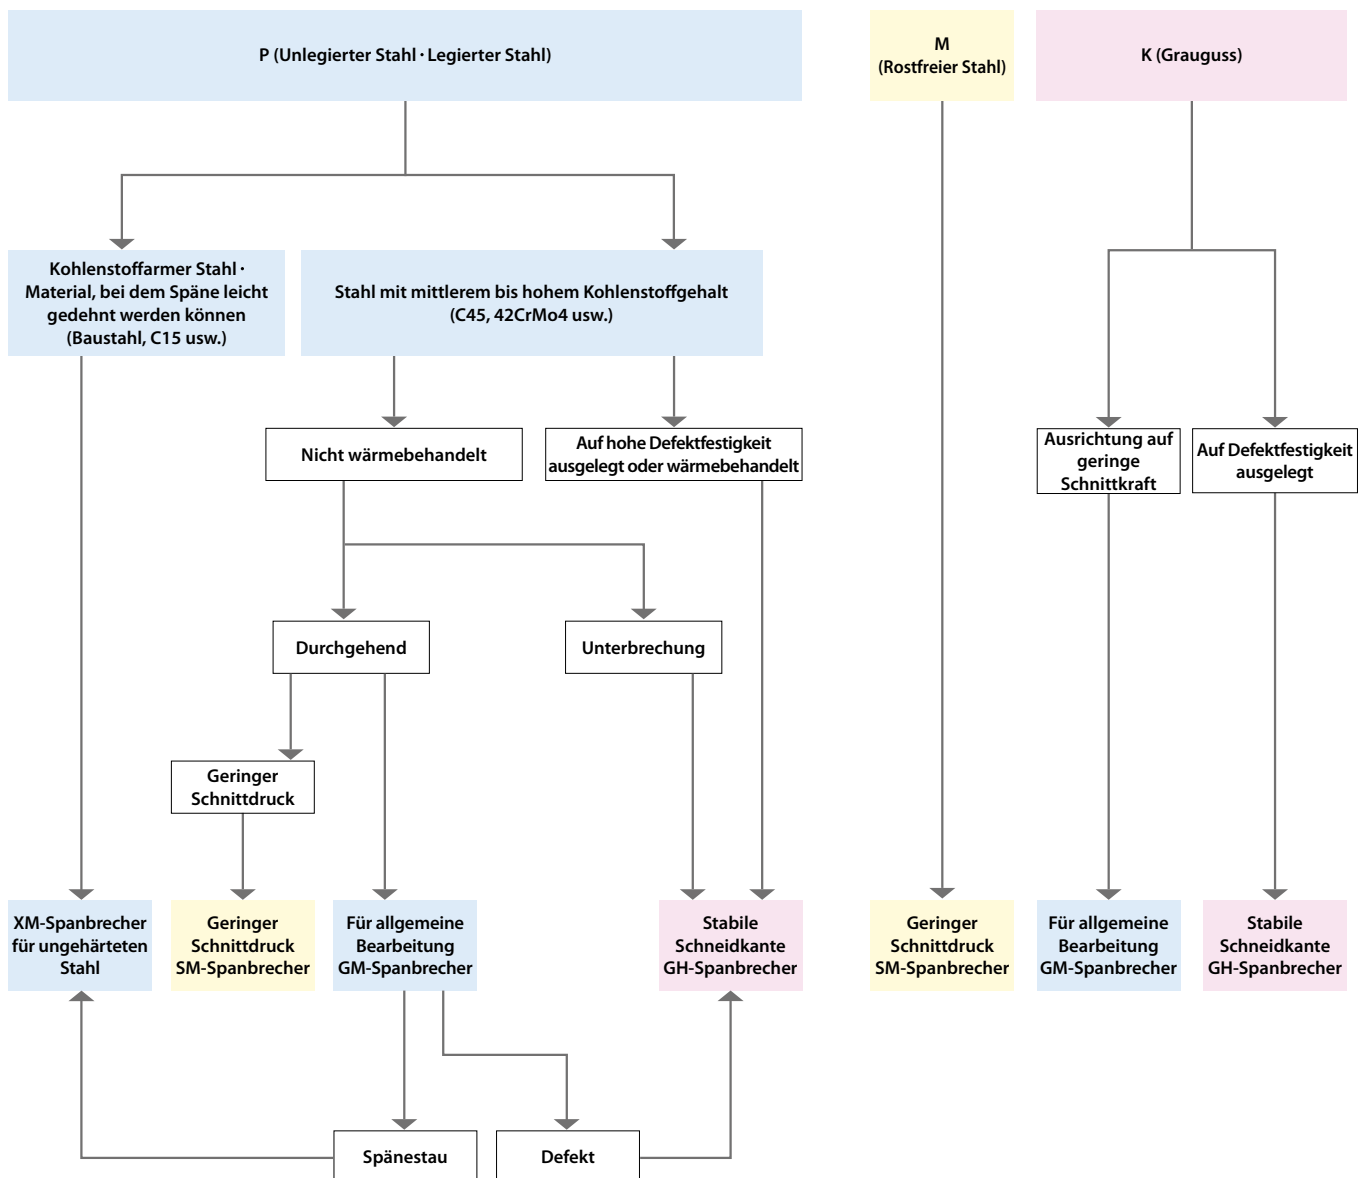 P (Unlegierter Stahl · Legierter Stahl)
M
(Rostfreier Stahl)
K (Grauguss)
Kohlenstoffarmer Stahl ·
Material, bei dem Späne leicht
gedehnt werden können
(Baustahl, C15 usw.)
Stahl mit mittlerem bis hohem Kohlenstoffgehalt
(C45, 42CrMo4 usw.)
Nicht wärmebehandelt
Auf hohe Defektfestigkeit
ausgelegt oder wärmebehandelt
Ausrichtung auf
geringe
Schnittkraft
Auf Defektfestigkeit
ausgelegt
Durchgehend
Unterbrechung
Geringer
Schnittdruck
XM-Spanbrecher
für ungehärteten
Stahl
Geringer
Schnittdruck
SM-Spanbrecher
Für allgemeine
Bearbeitung
GM-Spanbrecher
Stabile
Schneidkante
GH-Spanbrecher
Geringer
Schnittdruck
SM-Spanbrecher
Für allgemeine
Bearbeitung
GM-Spanbrecher
Stabile
Schneidkante
GH-Spanbrecher
Spänestau
Defekt